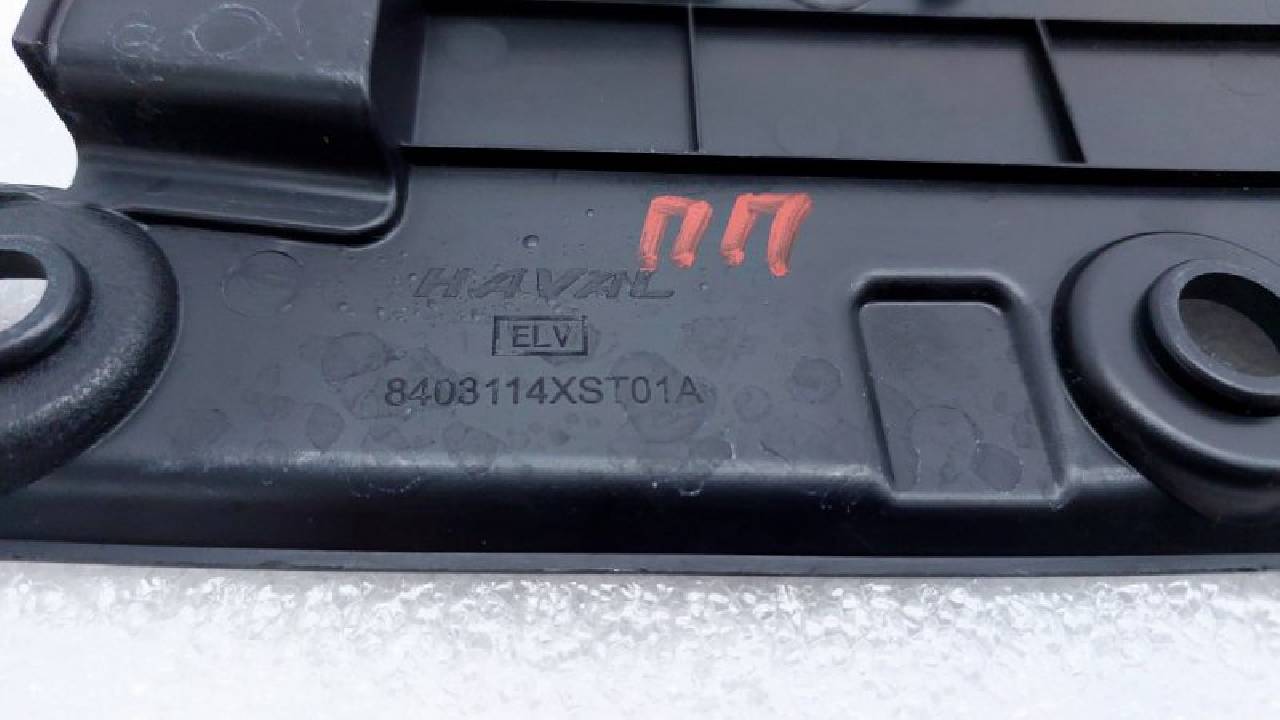 ПП
HAVAL
ELV
8403114XST01A